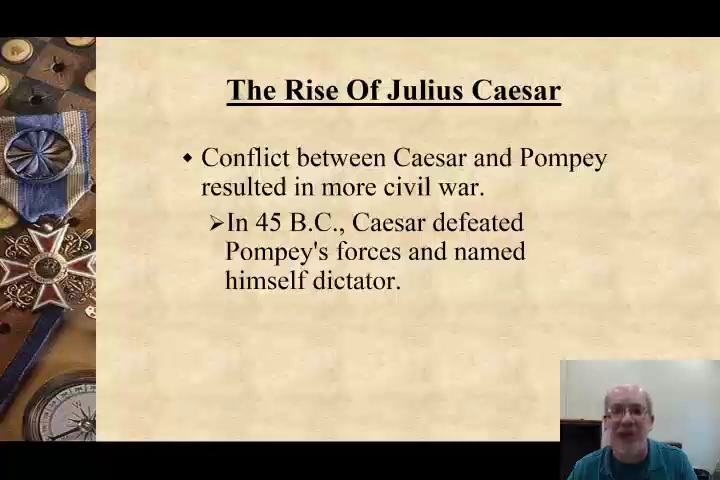 The Rise Of Julius Caesar
Conflict between Caesar and Pompey
resulted in more civil war.
In 45 B.C., Caesar defeated
Pompey's forces and named
himself dictator.